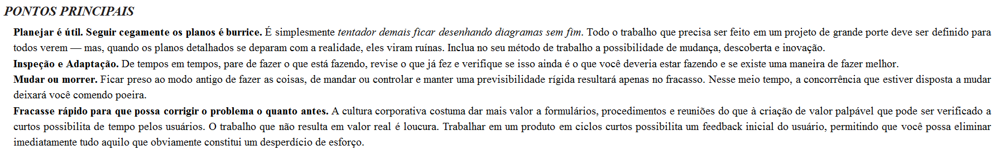 PONTOS PRINCIPAIS
Planejar é útil. Seguir cegamente os planos é burrice. É simplesmente tentador demais ficar desenhando diagramas sem fim. Todo o trabalho que precisa ser feito em um projeto de grande porte deve ser definido para
todos verem — mas, quando os planos detalhados se deparam com a realidade, eles viram ruínas. Inclua no seu método de trabalho a possibilidade de mudança, descoberta e inovação.
Inspeção e Adaptação. De tempos em tempos, pare de fazer o que está fazendo, revise o que já fez e verifique se isso ainda é o que você deveria estar fazendo e se existe uma maneira de fazer melhor.
Mudar ou morrer. Ficar preso ao modo antigo de fazer as coisas, de mandar ou controlar e manter uma previsibilidade rígida resultará apenas no fracasso. Nesse meio tempo, a concorrência que estiver disposta a mudar
deixará você comendo poeira.
Fracasse rápido para que possa corrigir o problema o quanto antes. A cultura corporativa costuma dar mais valor a formulários, procedimentos e reuniões do que à criação de valor palpável que pode ser verificado a
curtos possibilita de tempo pelos usuários. O trabalho que não resulta em valor real é loucura. Trabalhar em um produto em ciclos curtos possibilita um feedback inicial do usuário, permitindo que você possa eliminar
imediatamente tudo aquilo que obviamente constitui um desperdício de esforço.